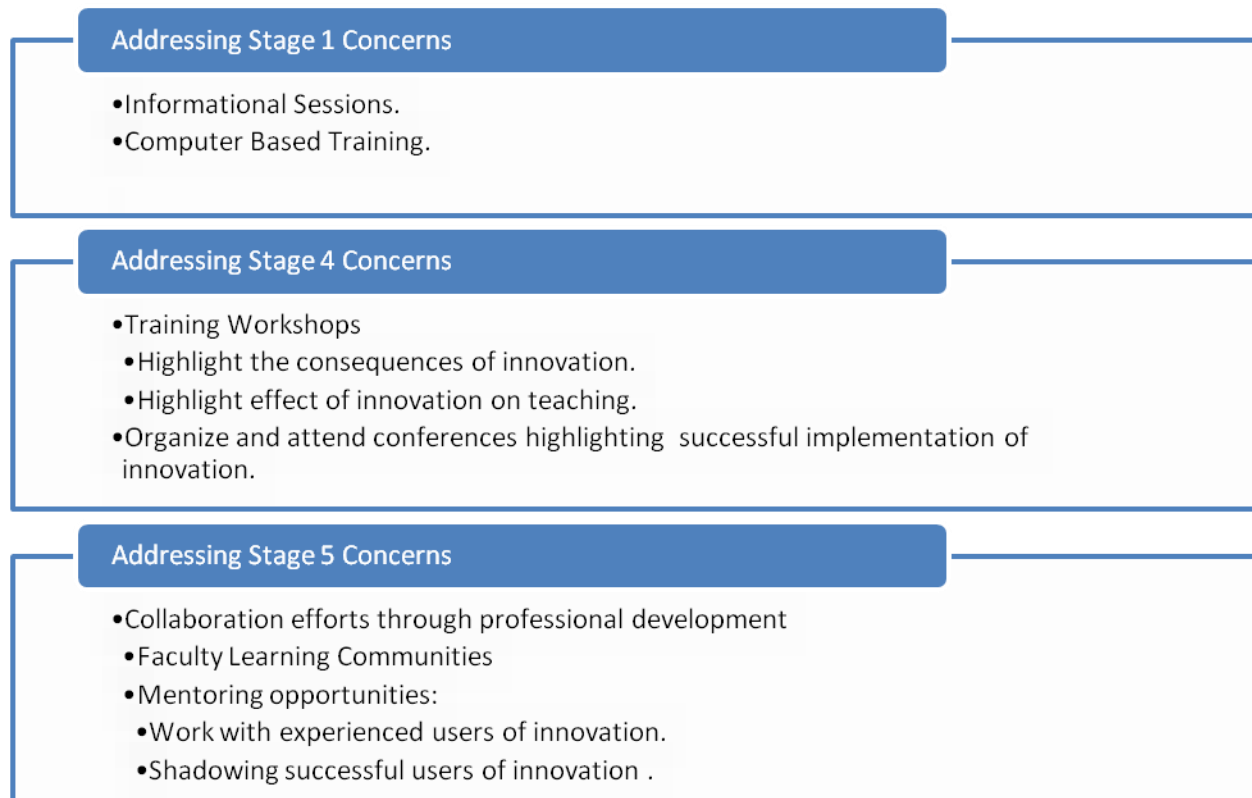 Addressing Stage 1 Concerns
•Informational Sessions.
•Computer Based Training.
Addressing Stage 4 Concerns
•Training Workshops
•Highlight the consequences of innovation.
•Highlight effect of innovation on teaching.
•Organize and attend conferences highlighting  successful implementation of
innovation.
Addressing Stage 5 Concerns
•Collaboration efforts through professional development
•Faculty Learning Communities
•Mentoring opportunities:
•Work with experienced users of innovation.
•Shadowing successful users of innovation .